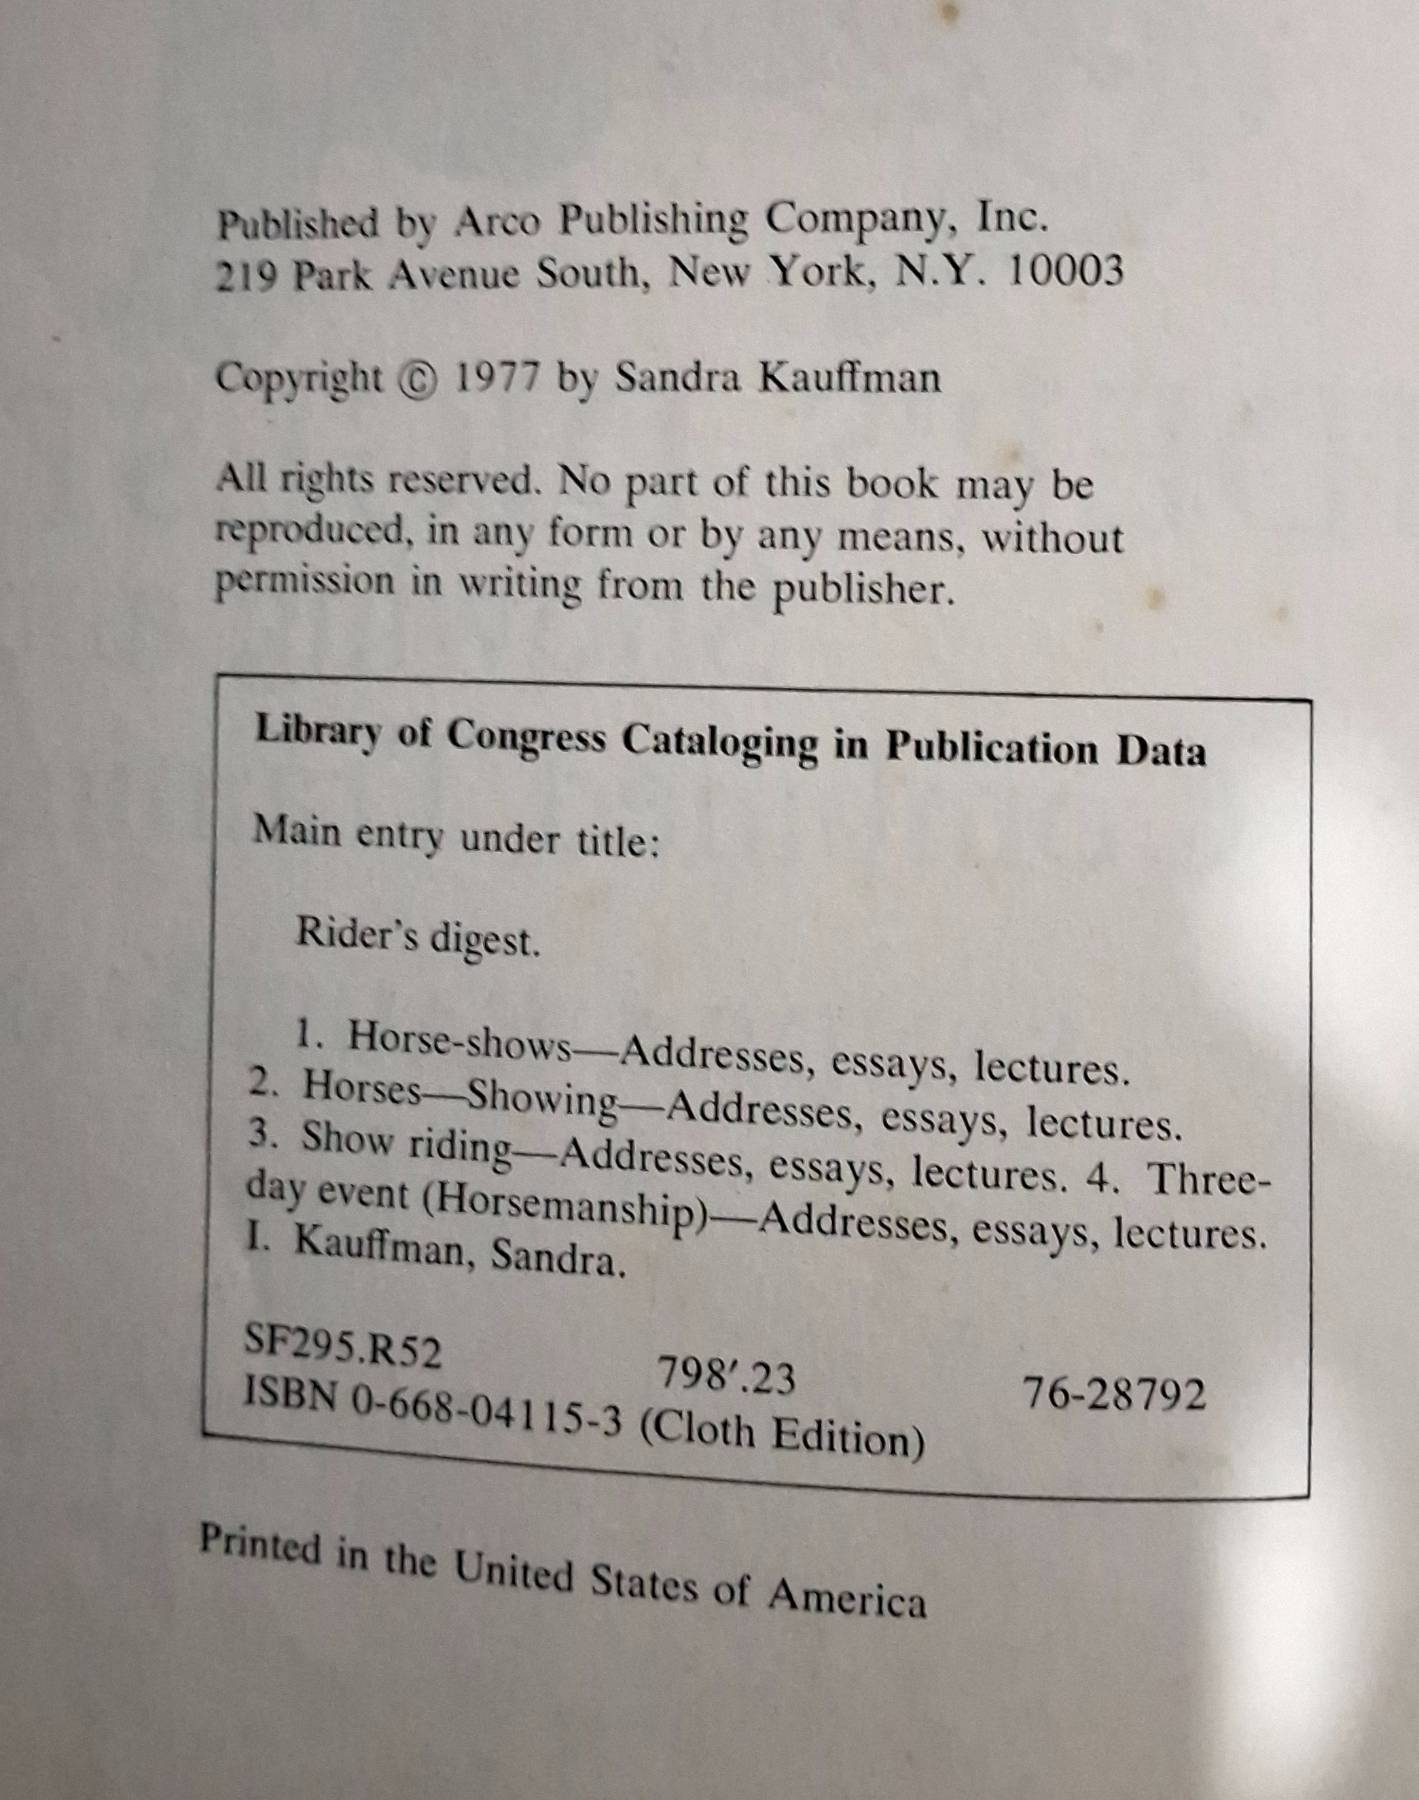 Published by Arco Publishing Company, Inc.
219 Park Avenue South, New York, N.Y. 10003
Copyright © 1977 by Sandra Kauffman
All rights reserved. No part of this book may be
reproduced, in any form or by any means, without
permission in writing from the publisher.
Library of Congress Cataloging in Publication Data
Main entry under title:
Rider's digest.
1. Horse-shows—Addresses, essays, lectures.
2. Horses—Showing—Addresses, essays, lectures.
3. Show riding—Addresses, essays, lectures. 4. Three-
day event (Horsemanship)—Addresses, essays, lectures.
I. Kauffman, Sandra.
SF295.R52 798′.23 76-28792
ISBN 0-668-04115-3 (Cloth Edition)
Printed in the United States of America